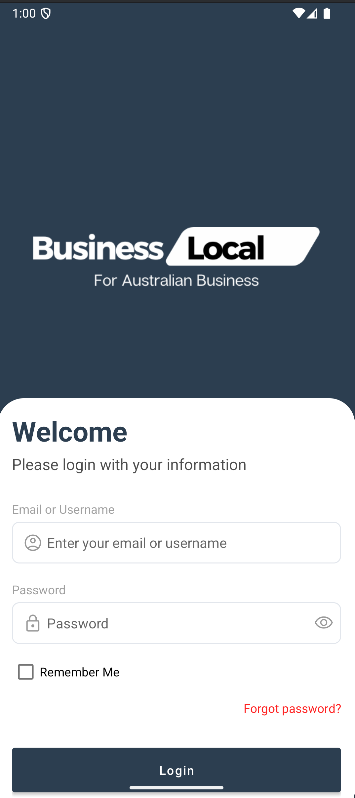 1:00
Business Local
For Australian Business
Welcome
Please login with your information
Email or Username
Enter your email or username
Password
Password
Remember Me
Forgot password?
Login